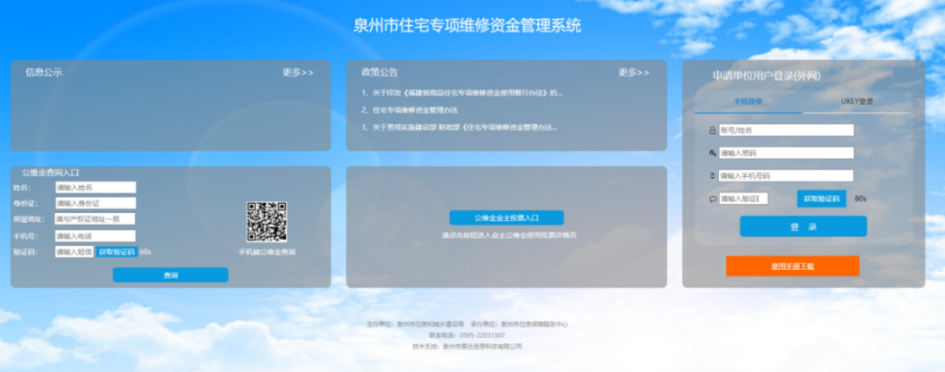 泉州市住宅专项维修资金管理系统
信息公示 更多>>
政策公告 更多>>
1、关于印发《福建省商品住宅专项维修资金使用暂行办法》的...
2、住宅专项维修资金管理办法
3、关于贯彻实施建设部 财政部《住宅专项维修资金管理办法...
申请单位用户登录(外网)
手机登录 UKEY登录
账号/姓名
请输入密码
请输入手机号码
请输入验证 获取验证码 60s
登 录
使用手册下载
公维金查询入口
姓名: 请输入姓名
身份证: 请输入身份证
房屋地址: 请与产权证地址一致
手机号: 请输入电话
验证码: 请输入短信 获取验证码 60s
手机端公维金查询
查询
公维金业主投票入口
请点击按钮进入业主公维金使用投票详情页
主办单位：泉州市住房和城乡建设局 承办单位：泉州市住房保障服务中心
联系电话：0595-22031507
技术支持：泉州市易达信息科技有限公司